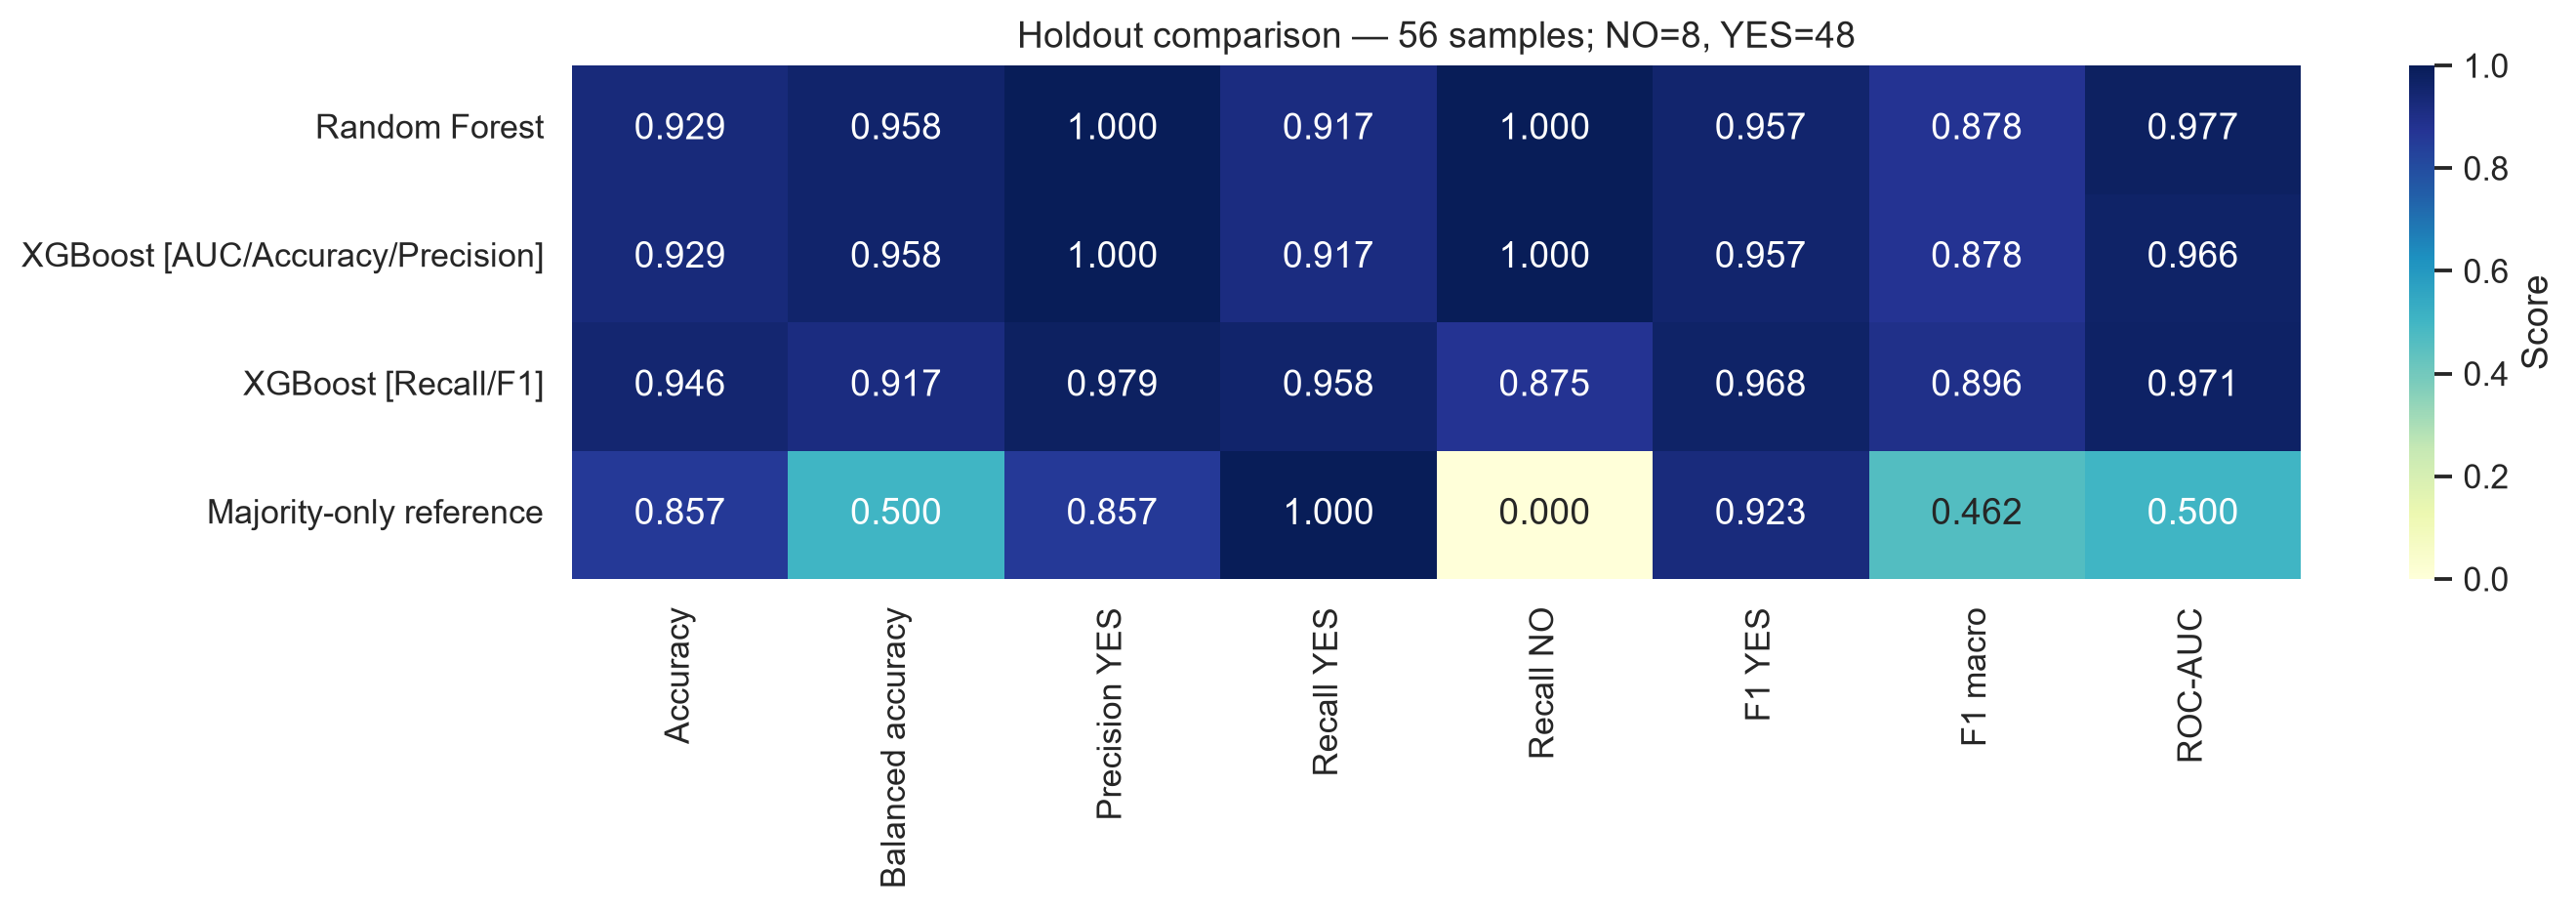 Holdout comparison — 56 samples; NO=8, YES=48
Random Forest 0.929 0.958 1.000 0.917 1.000 0.957 0.878 0.977
XGBoost [AUC/Accuracy/Precision] 0.929 0.958 1.000 0.917 1.000 0.957 0.878 0.966
XGBoost [Recall/F1] 0.946 0.917 0.979 0.958 0.875 0.968 0.896 0.971
Majority-only reference 0.857 0.500 0.857 1.000 0.000 0.923 0.462 0.500
Accuracy
Balanced accuracy
Precision YES
Recall YES
Recall NO
F1 YES
F1 macro
ROC-AUC
1.0
0.8
0.6
0.4
0.2
0.0
Score